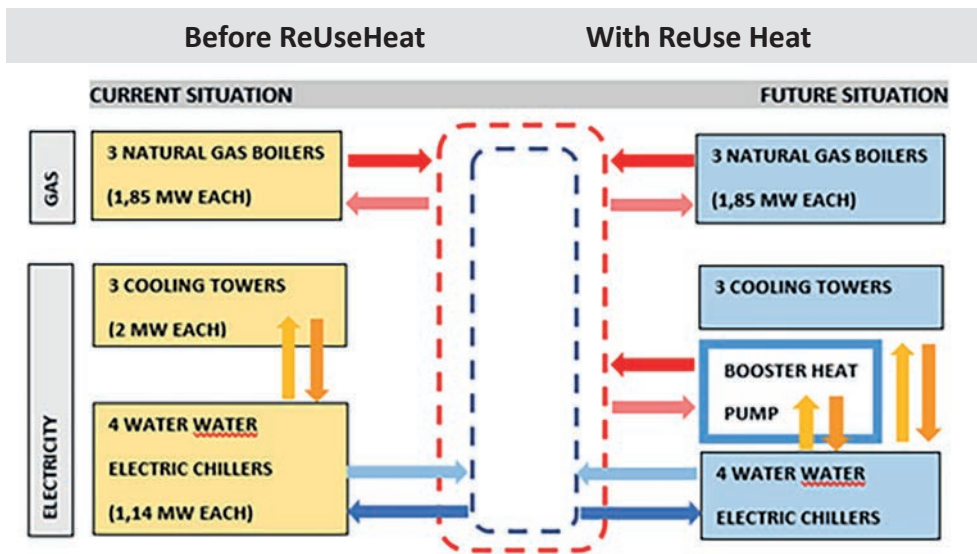 Before ReUseHeat
With ReUse Heat
CURRENT SITUATION
FUTURE SITUATION
GAS
3 NATURAL GAS BOILERS
(1,85 MW EACH)
3 NATURAL GAS BOILERS
(1,85 MW EACH)
ELECTRICITY
3 COOLING TOWERS
(2 MW EACH)
4 WATER WATER
ELECTRIC CHILLERS
(1,14 MW EACH)
3 COOLING TOWERS
BOOSTER HEAT
PUMP
4 WATER WATER
ELECTRIC CHILLERS